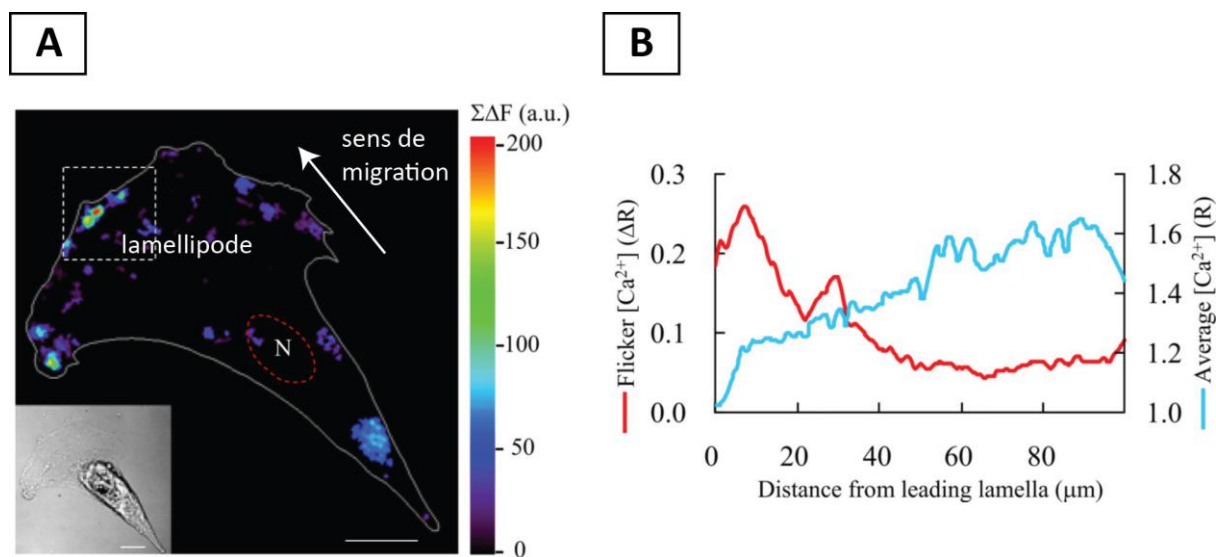 A
B
ΣΔF (a.u.)
200
150
100
50
0
sens de
migration
lamellipode
N
Flicker [Ca²⁺] (ΔR)
0.3
0.2
0.1
0.0
1.8
1.6
1.4
1.2
1.0
Average [Ca²⁺] (R)
0 20 40 60 80
Distance from leading lamella (µm)